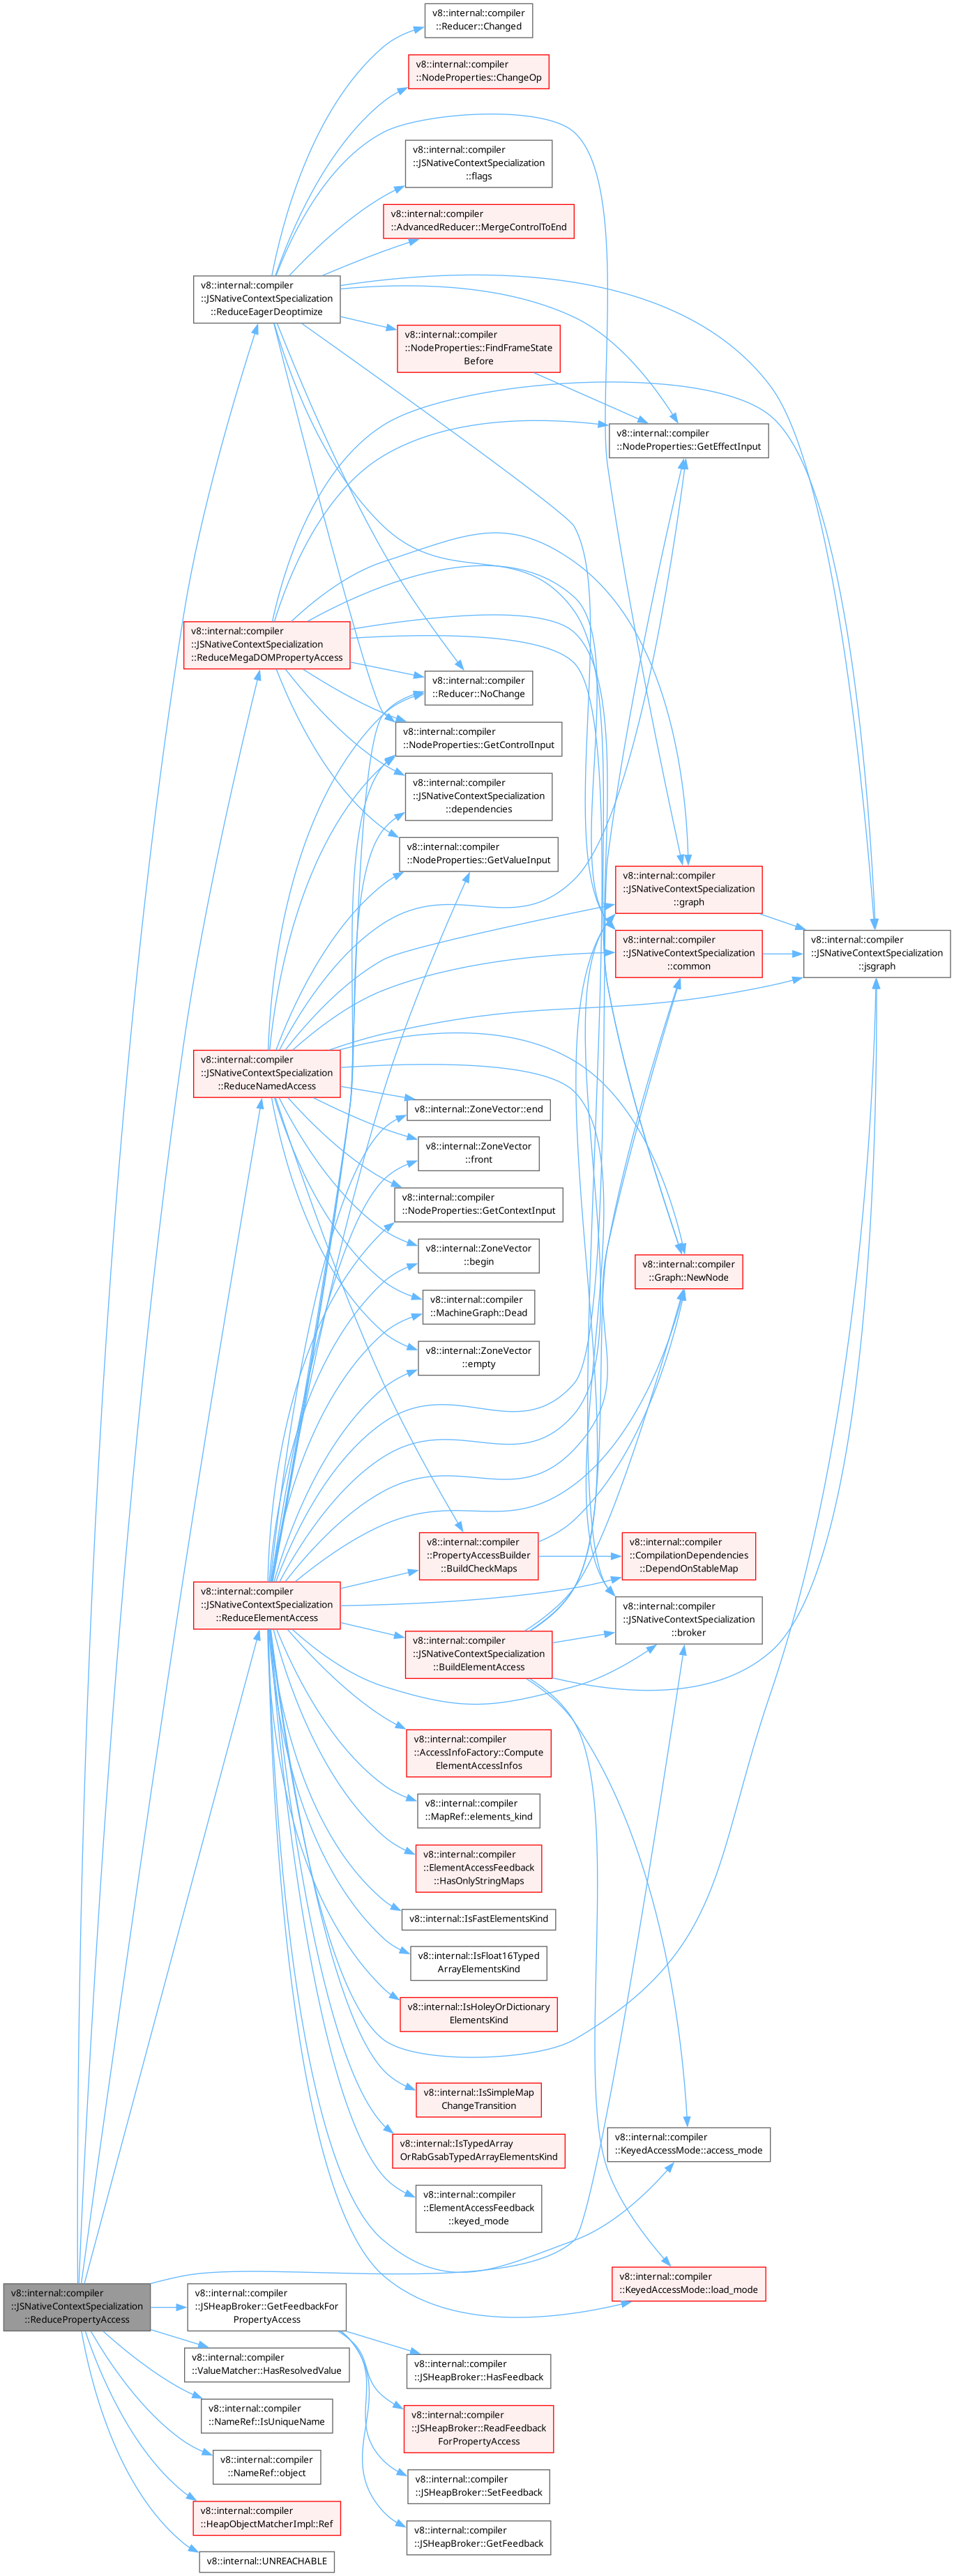 v8::internal::compiler
::Reducer::Changed
v8::internal::compiler
::NodeProperties::ChangeOp
v8::internal::compiler
::JSNativeContextSpecialization
::flags
v8::internal::compiler
::AdvancedReducer::MergeControlToEnd
v8::internal::compiler
::JSNativeContextSpecialization
::ReduceEagerDeoptimize
v8::internal::compiler
::NodeProperties::FindFrameState
Before
v8::internal::compiler
::NodeProperties::GetEffectInput
v8::internal::compiler
::JSNativeContextSpecialization
::ReduceMegaDOMPropertyAccess
v8::internal::compiler
::Reducer::NoChange
v8::internal::compiler
::NodeProperties::GetControlInput
v8::internal::compiler
::JSNativeContextSpecialization
::dependencies
v8::internal::compiler
::NodeProperties::GetValueInput
v8::internal::compiler
::JSNativeContextSpecialization
::graph
v8::internal::compiler
::JSNativeContextSpecialization
::common
v8::internal::compiler
::JSNativeContextSpecialization
::jsgraph
v8::internal::compiler
::JSNativeContextSpecialization
::ReduceNamedAccess
v8::internal::ZoneVector::end
v8::internal::ZoneVector
::front
v8::internal::compiler
::NodeProperties::GetContextInput
v8::internal::ZoneVector
::begin
v8::internal::compiler
::Graph::NewNode
v8::internal::compiler
::MachineGraph::Dead
v8::internal::ZoneVector
::empty
v8::internal::compiler
::PropertyAccessBuilder
::BuildCheckMaps
v8::internal::compiler
::CompilationDependencies
::DependOnStableMap
v8::internal::compiler
::JSNativeContextSpecialization
::ReduceElementAccess
v8::internal::compiler
::JSNativeContextSpecialization
::broker
v8::internal::compiler
::JSNativeContextSpecialization
::BuildElementAccess
v8::internal::compiler
::AccessInfoFactory::Compute
ElementAccessInfos
v8::internal::compiler
::MapRef::elements_kind
v8::internal::compiler
::ElementAccessFeedback
::HasOnlyStringMaps
v8::internal::IsFastElementsKind
v8::internal::IsFloat16Typed
ArrayElementsKind
v8::internal::IsHoleyOrDictionary
ElementsKind
v8::internal::IsSimpleMap
ChangeTransition
v8::internal::IsTypedArray
OrRabGsabTypedArrayElementsKind
v8::internal::compiler
::KeyedAccessMode::access_mode
v8::internal::compiler
::ElementAccessFeedback
::keyed_mode
v8::internal::compiler
::KeyedAccessMode::load_mode
v8::internal::compiler
::JSNativeContextSpecialization
::ReducePropertyAccess
v8::internal::compiler
::JSHeapBroker::GetFeedbackFor
PropertyAccess
v8::internal::compiler
::ValueMatcher::HasResolvedValue
v8::internal::compiler
::JSHeapBroker::HasFeedback
v8::internal::compiler
::NameRef::IsUniqueName
v8::internal::compiler
::JSHeapBroker::ReadFeedback
ForPropertyAccess
v8::internal::compiler
::NameRef::object
v8::internal::compiler
::JSHeapBroker::SetFeedback
v8::internal::compiler
::HeapObjectMatcherImpl::Ref
v8::internal::compiler
::JSHeapBroker::GetFeedback
v8::internal::UNREACHABLE